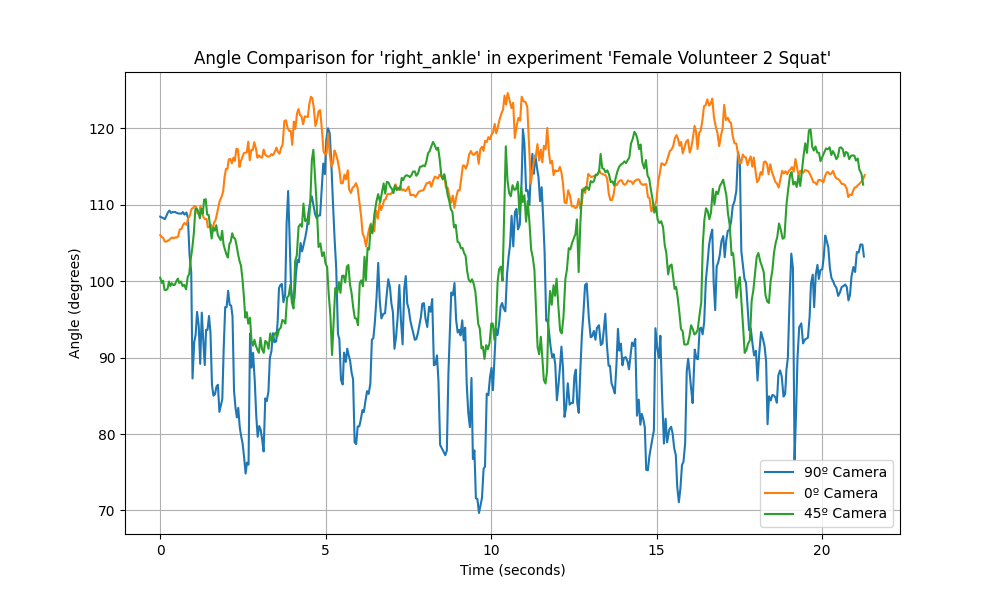 Angle Comparison for 'right_ankle' in experiment 'Female Volunteer 2 Squat'
Angle (degrees)
120
110
100
90
80
70
0
5
10
15
20
Time (seconds)
90º Camera
0º Camera
45º Camera